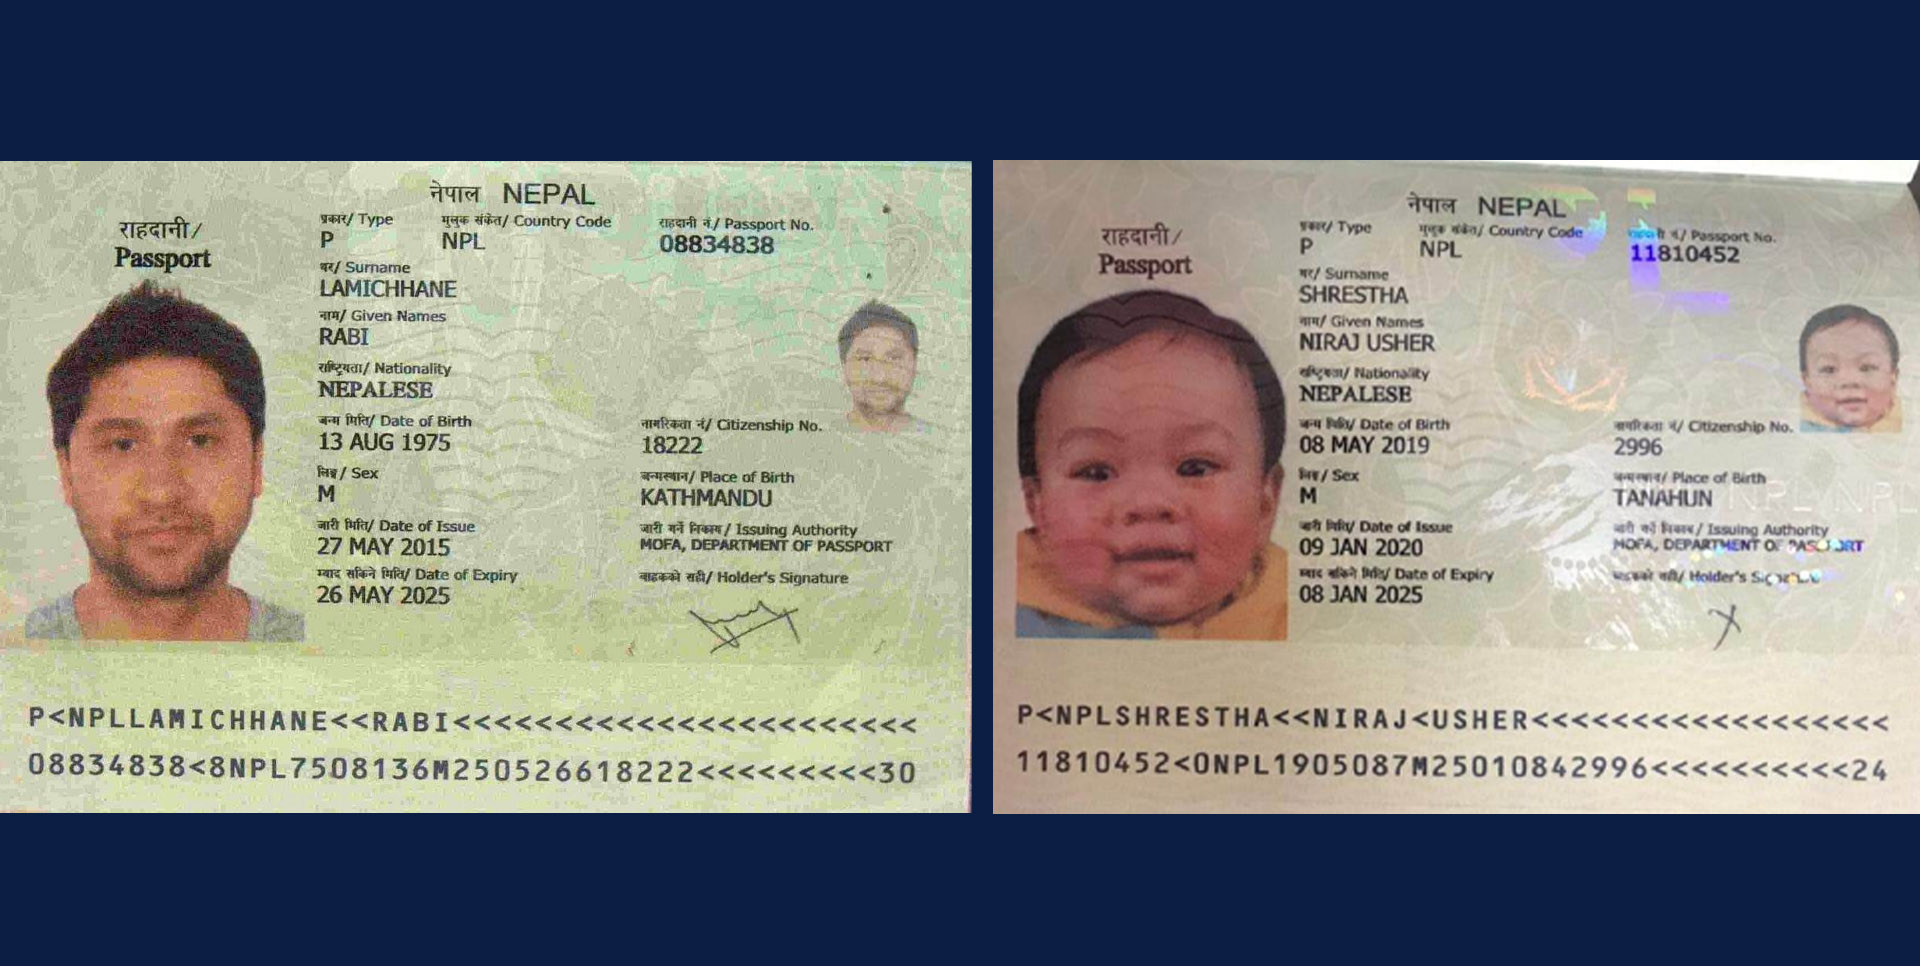 नेपाल NEPAL
राहदानी/
Passport
प्रकार/ Type
P
मुलुक संकेत/ Country Code
NPL
राहदानी नं./ Passport No.
08834838
थर/ Surname
LAMICHHANE
नाम/ Given Names
RABI
राष्ट्रियता/ Nationality
NEPALESE
जन्म मिति/ Date of Birth
13 AUG 1975
नागरिकता नं/ Citizenship No.
18222
लिङ्ग/ Sex
M
जन्मस्थान/ Place of Birth
KATHMANDU
जारी मिति/ Date of Issue
27 MAY 2015
जारी गर्ने निकाय/ Issuing Authority
MOFA, DEPARTMENT OF PASSPORT
म्याद सकिने मिति/ Date of Expiry
26 MAY 2025
वाहकको सही/ Holder's Signature
P<NPLLAMICHHANE<<RABI<<<<<<<<<<<<<<<<<<<<<<<
08834838<8NPL7508136M250526618222<<<<<<<<<30
नेपाल NEPAL
राहदानी/
Passport
प्रकार/ Type
P
मुलुक संकेत/ Country Code
NPL
नं./ Passport No.
11810452
थर/ Surname
SHRESTHA
नाम/ Given Names
NIRAJ USHER
राष्ट्रियता/ Nationality
NEPALESE
जन्म मिति/ Date of Birth
08 MAY 2019
नागरिकता नं/ Citizenship No.
2996
लिङ्ग/ Sex
M
जन्मस्थान/ Place of Birth
TANAHUN
जारी मिति/ Date of Issue
09 JAN 2020
जारी गर्ने निकाय/ Issuing Authority
MOFA, DEPARTMENT OF PASSPORT
म्याद सकिने मिति/ Date of Expiry
08 JAN 2025
वाहकको सही/ Holder's
P<NPLSHRESTHA<<NIRAJ<USHER<<<<<<<<<<<<<<<<<<
11810452<0NPL1905087M25010842996<<<<<<<<<<24